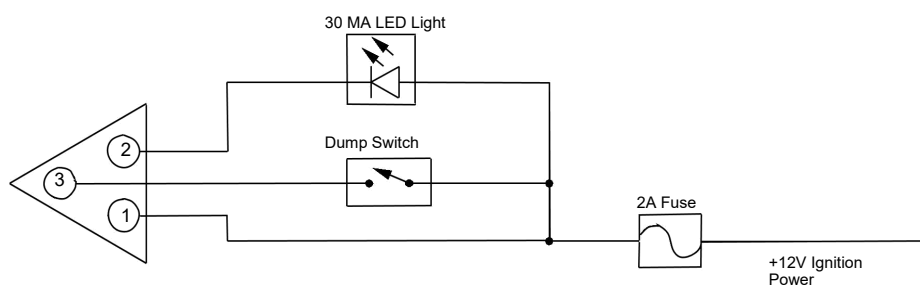 30 MA LED Light
Dump Switch
2
3
1
2A Fuse
+12V Ignition
Power